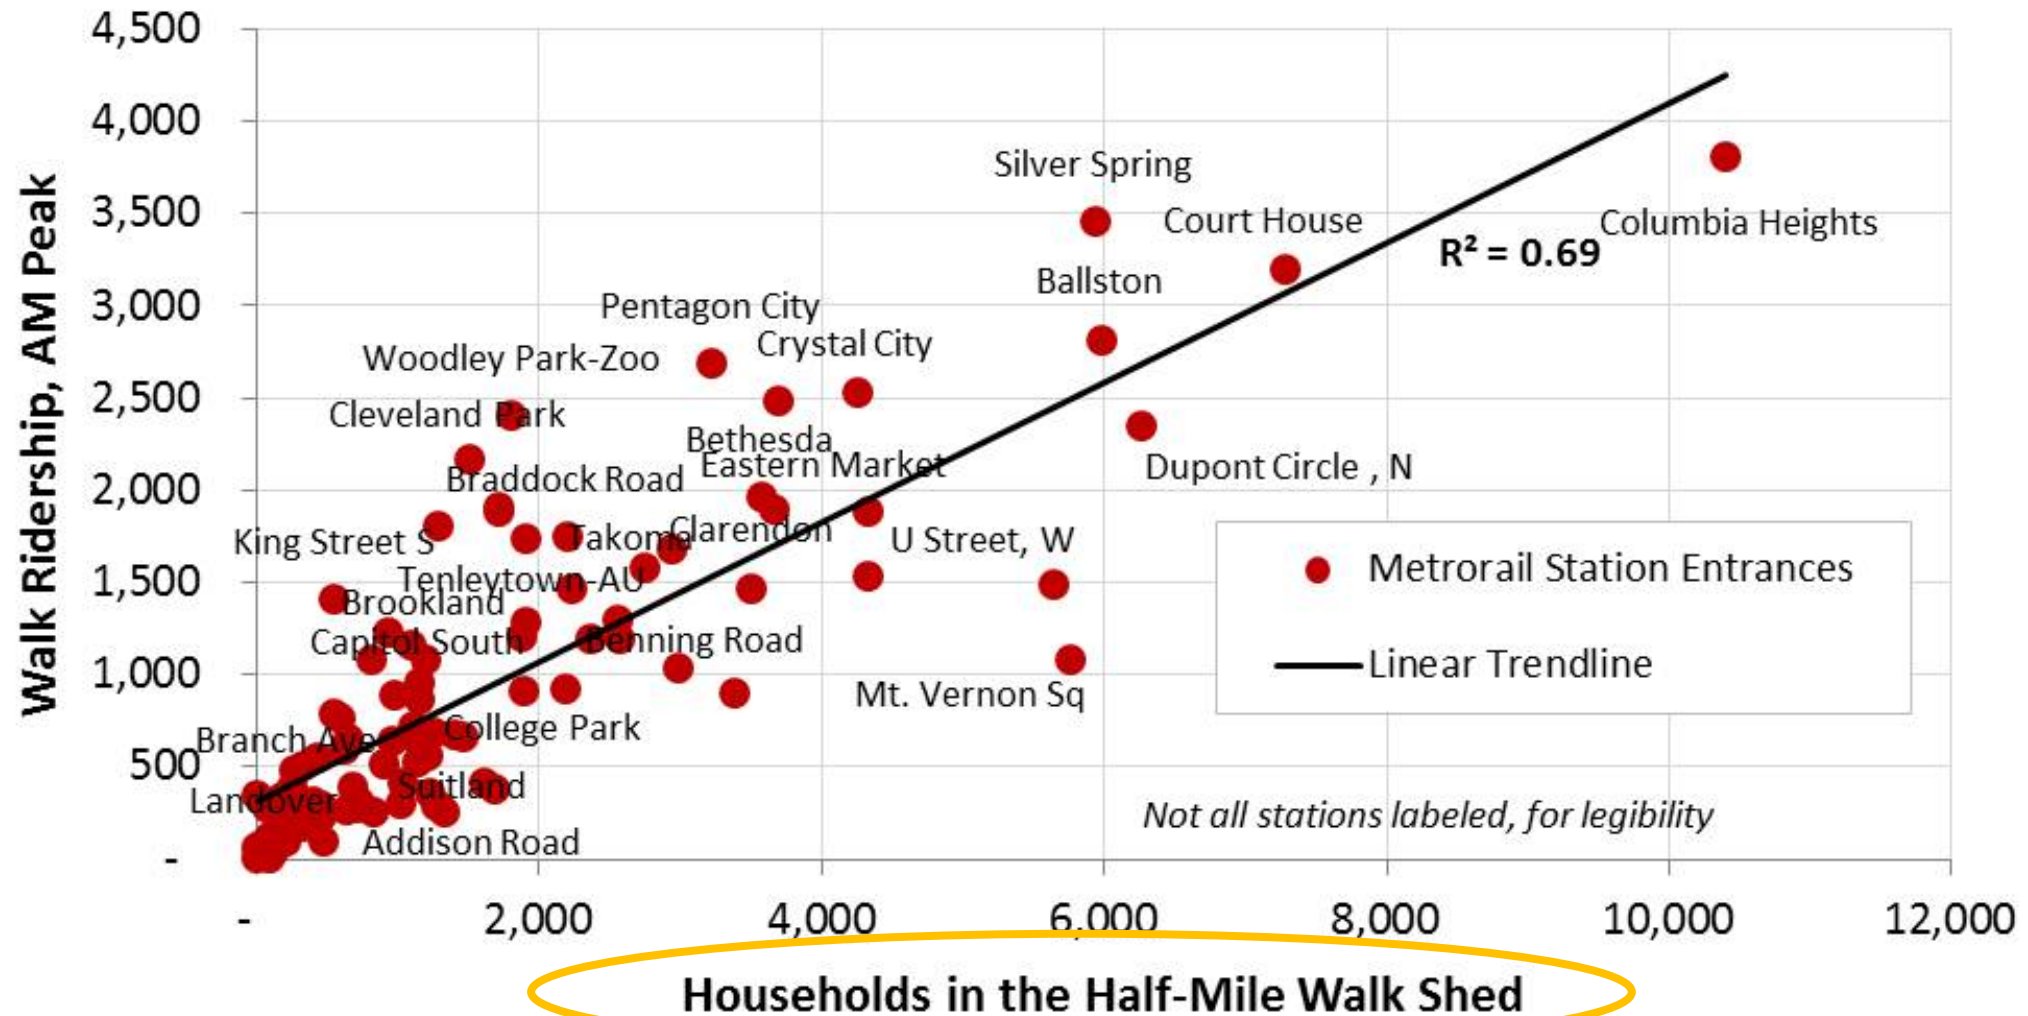 4,500
4,000
3,500
3,000
2,500
2,000
1,500
1,000
500
-
Walk Ridership, AM Peak
Silver Spring
Court House
Columbia Heights
R² = 0.69
Ballston
Pentagon City
Crystal City
Woodley Park-Zoo
Cleveland Park
Bethesda
Eastern Market
Dupont Circle , N
Braddock Road
King Street S
Takoma
Clarendon
U Street, W
Tenleytown-AU
Brookland
Capitol South
Benning Road
Mt. Vernon Sq
College Park
Branch Ave
Suitland
Landover
Addison Road
Metrorail Station Entrances
Linear Trendline
Not all stations labeled, for legibility
- 2,000 4,000 6,000 8,000 10,000 12,000
Households in the Half-Mile Walk Shed